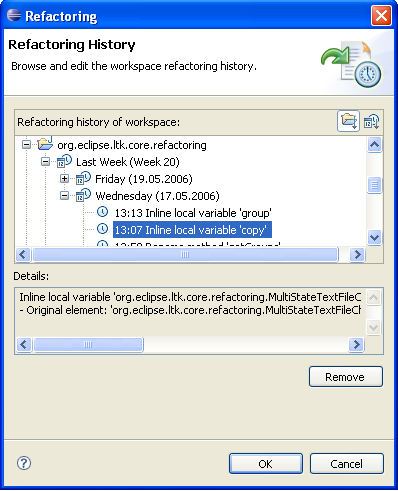 Refactoring
Refactoring History
Browse and edit the workspace refactoring history.
Refactoring history of workspace:
org.eclipse.ltk.core.refactoring
Last Week (Week 20)
Friday (19.05.2006)
Wednesday (17.05.2006)
13:13 Inline local variable 'group'
13:07 Inline local variable 'copy'
Details:
Inline local variable 'org.eclipse.ltk.core.refactoring.MultiStateTextFileC
- Original element: 'org.eclipse.ltk.core.refactoring.MultiStateTextFileCh
Remove
OK
Cancel